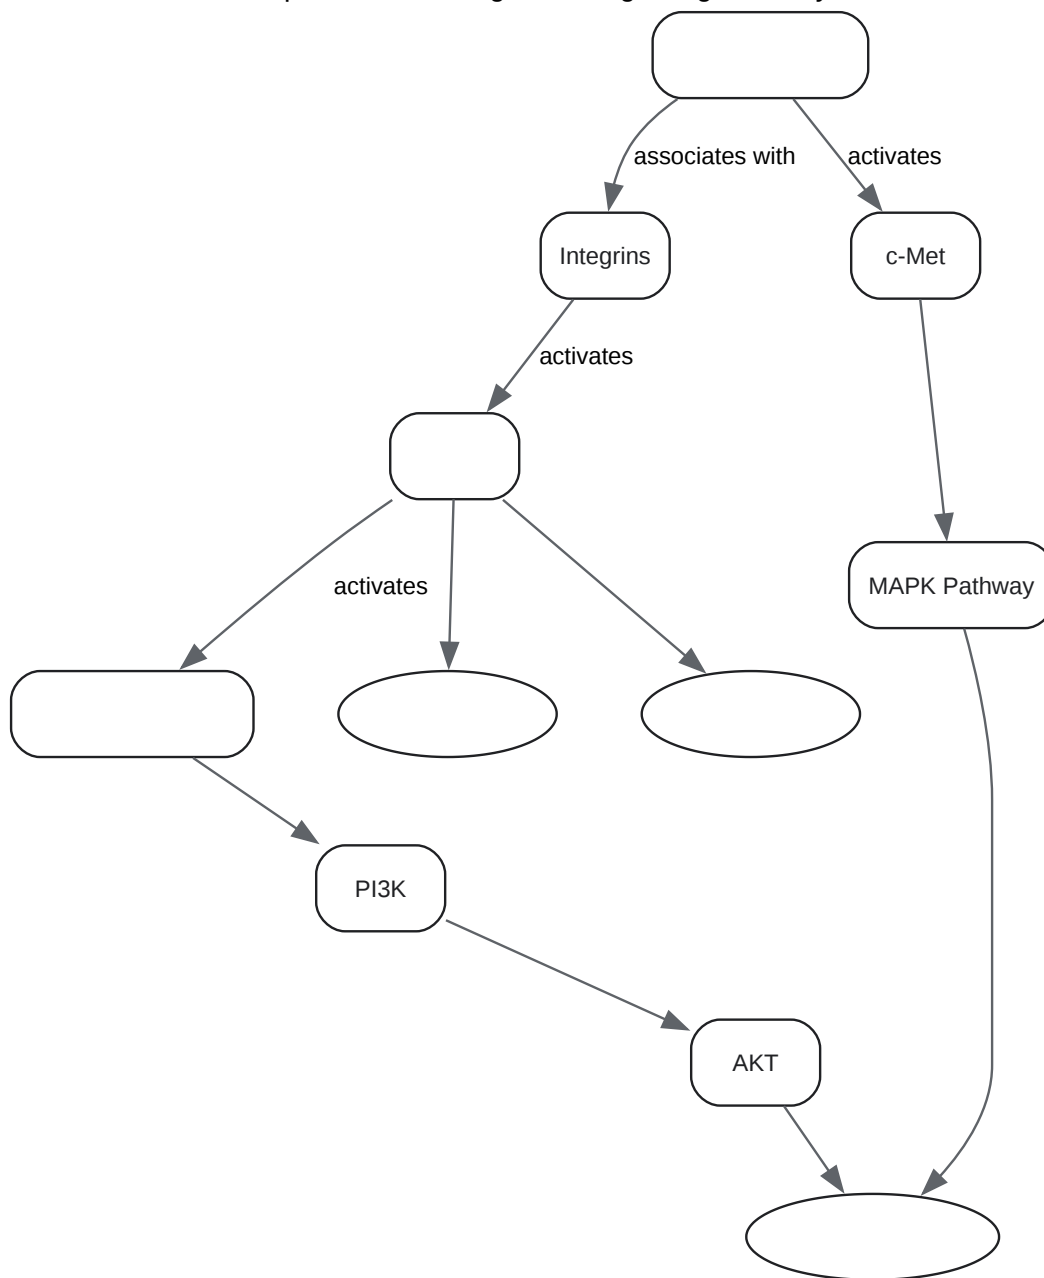 associates with
activates
Integrins
c-Met
activates
activates
MAPK Pathway
PI3K
AKT